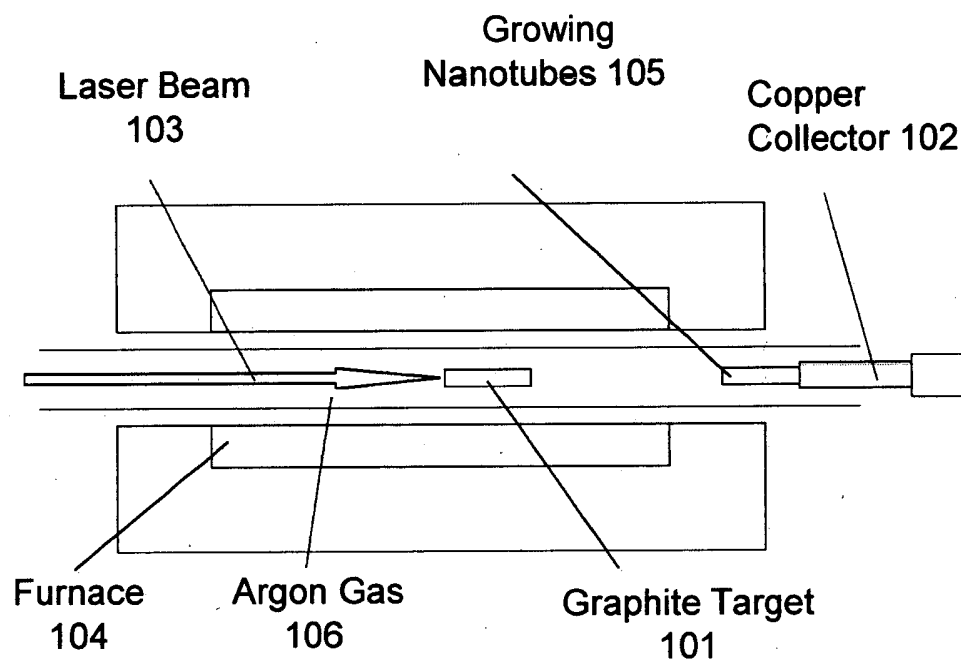 Growing
Nanotubes 105
Laser Beam
103
Copper
Collector 102
Furnace
104
Argon Gas
106
Graphite Target
101